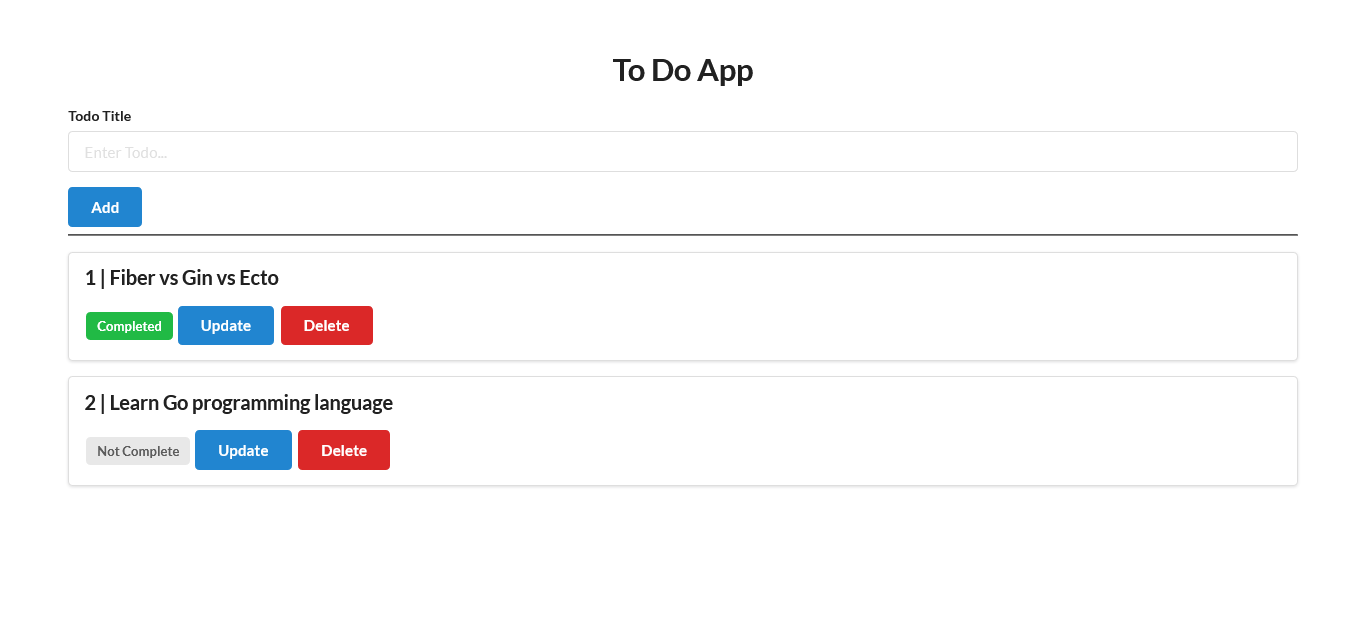 To Do App
Todo Title
Enter Todo...
Add
1 | Fiber vs Gin vs Ecto
Completed Update Delete
2 | Learn Go programming language
Not Complete Update Delete